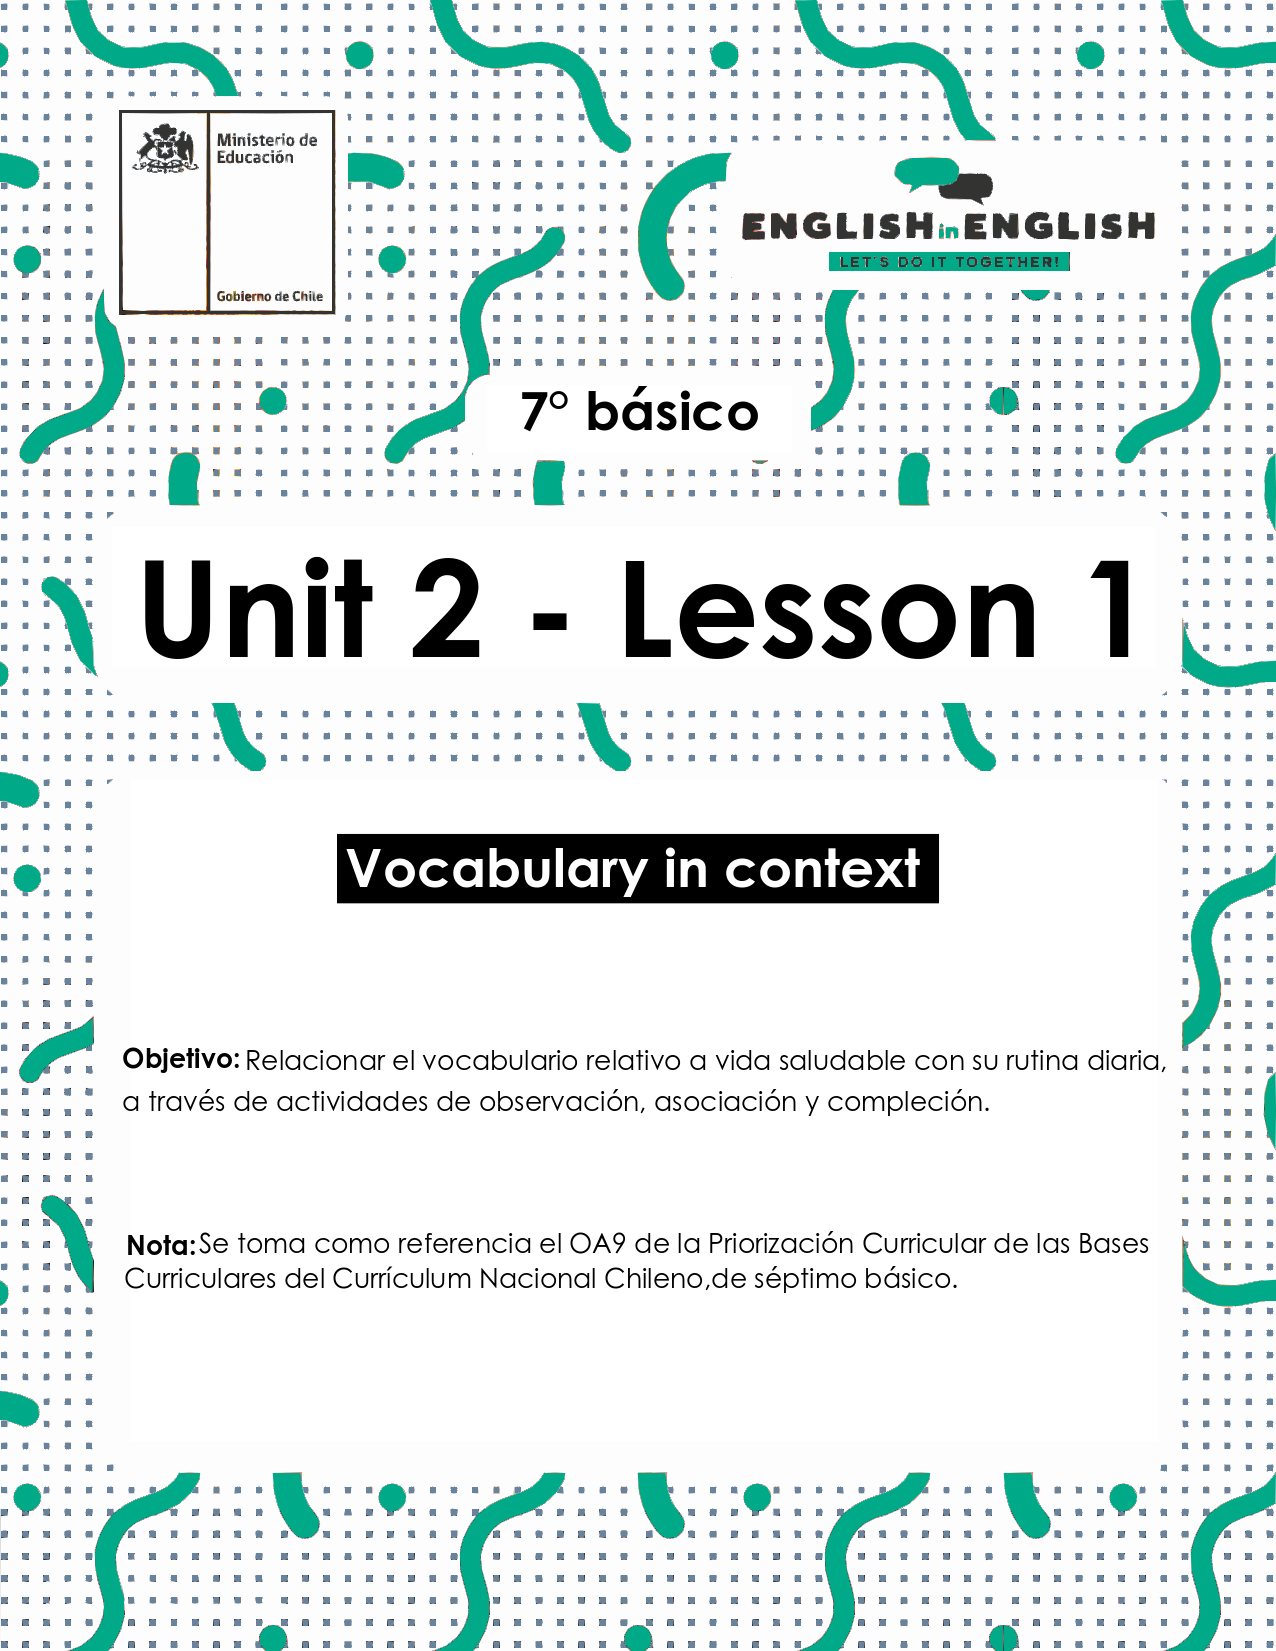 Ministerio de
Educación
Gobierno de Chile
ENGLISH in ENGLISH
LET'S DO IT TOGETHER!
7° básico
Unit 2 - Lesson 1
Vocabulary in context
Objetivo: Relacionar el vocabulario relativo a vida saludable con su rutina diaria,
a través de actividades de observación, asociación y compleción.
Nota: Se toma como referencia el OA9 de la Priorización Curricular de las Bases
Curriculares del Currículum Nacional Chileno,de séptimo básico.